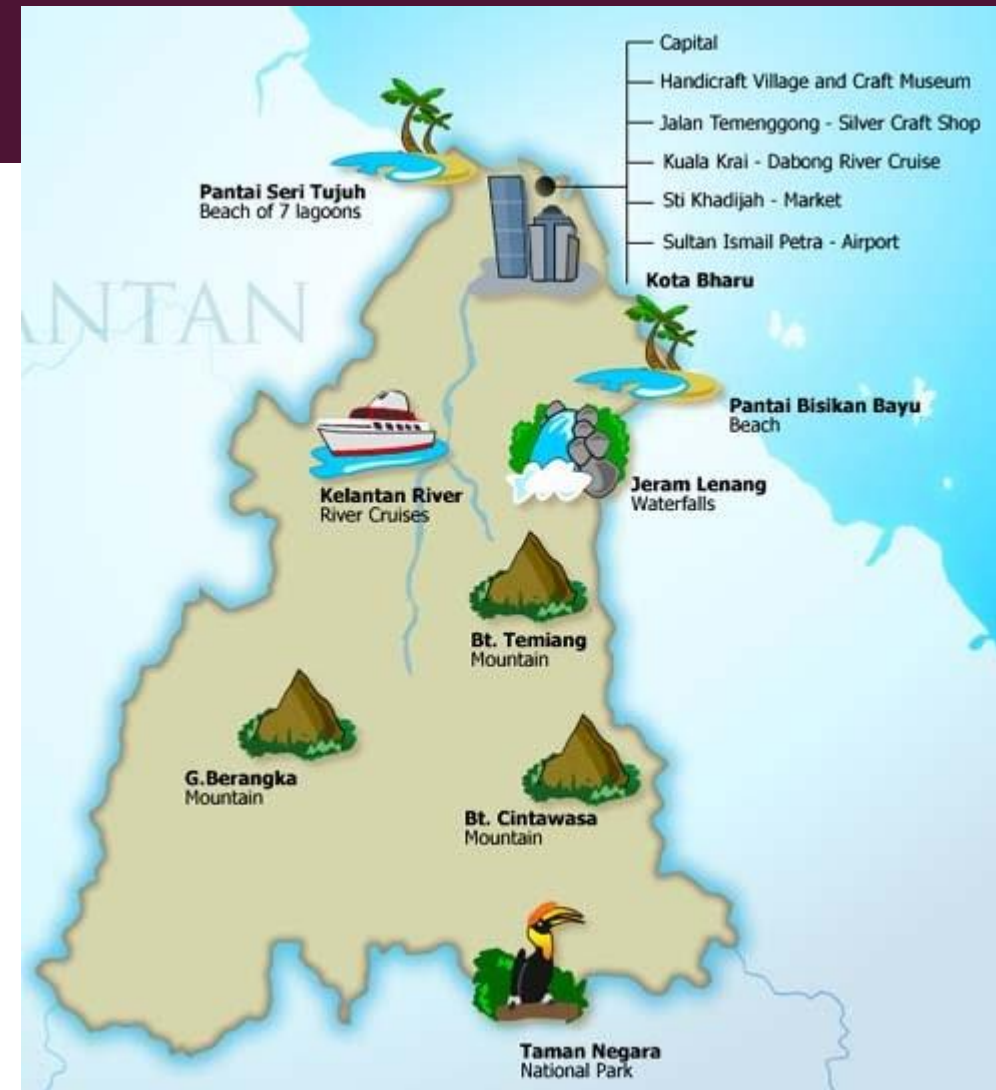 Capital
Handicraft Village and Craft Museum
Jalan Temenggong - Silver Craft Shop
Kuala Krai - Dabong River Cruise
Sti Khadijah - Market
Sultan Ismail Petra - Airport
Kota Bharu
Pantai Seri Tujuh
Beach of 7 lagoons
ANTAN
Pantai Bisikan Bayu
Beach
Jeram Lenang
Waterfalls
Kelantan River
River Cruises
Bt. Temiang
Mountain
G.Berangka
Mountain
Bt. Cintawasa
Mountain
Taman Negara
National Park